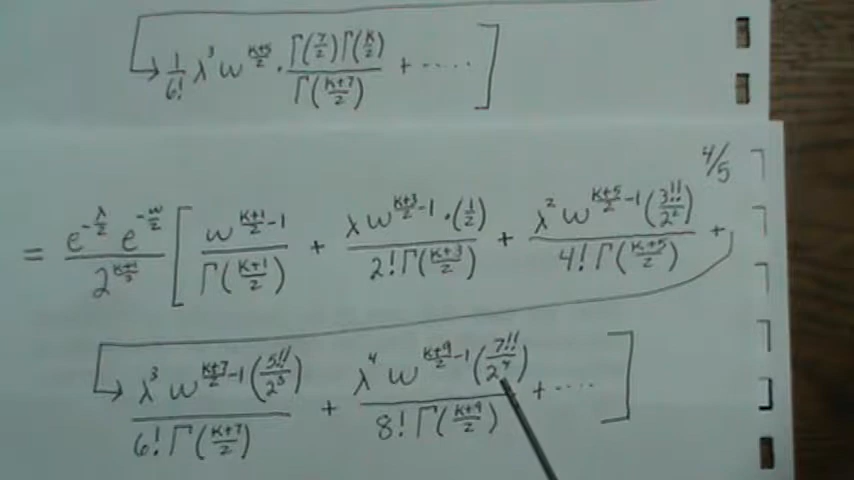 ↳ 1/6! λ³ w^((K+5)/2) · Γ(7/2)Γ(K/2) / Γ((K+7)/2) + ····· ]
4/5
= e^(-λ/2) e^(-w/2) / 2^((K+1)/2) [ w^((K+1)/2 -1) / Γ((K+1)/2) + λ w^((K+3)/2 -1) · (1/2) / 2! Γ((K+3)/2) + λ² w^((K+5)/2 -1) (3!!/2²) / 4! Γ((K+5)/2) +
↳ λ³ w^((K+7)/2 -1) (5!!/2³) / 6! Γ((K+7)/2) + λ⁴ w^((K+9)/2 -1) (7!!/2⁴) / 8! Γ((K+9)/2) + ···· ]